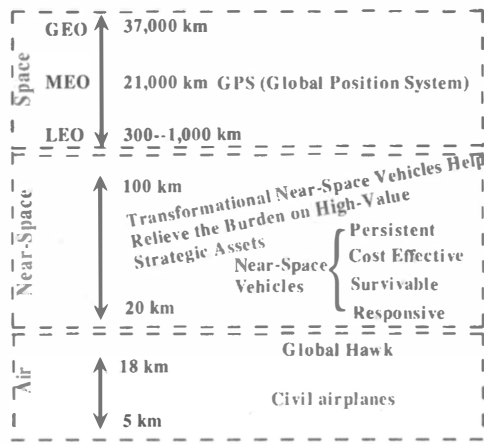 Space
GEO 37,000 km
MEO 21,000 km GPS (Global Position System)
LEO 300--1,000 km
Near-Space
100 km
Transformational Near-Space Vehicles Help
Relieve the Burden on High-Value
Strategic Assets
Near-Space
Vehicles
Persistent
Cost Effective
Survivable
Responsive
20 km
Air
Global Hawk
18 km
Civil airplanes
5 km